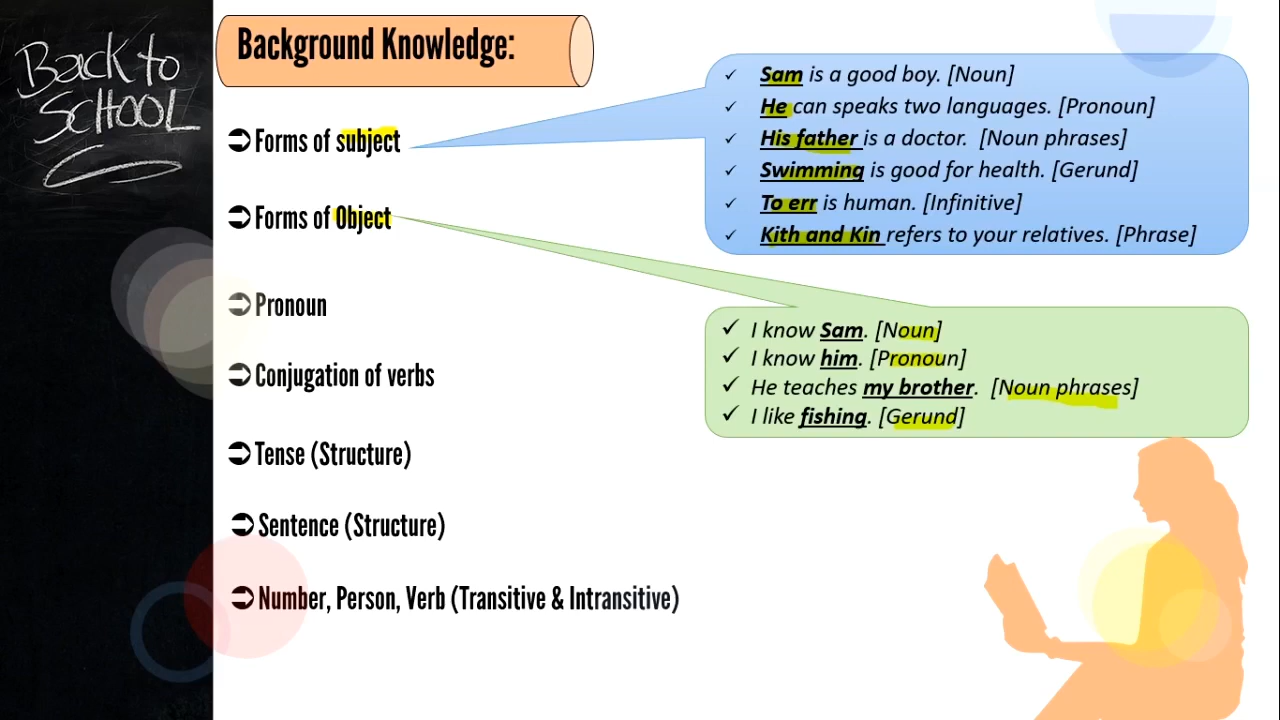 Back to
SCHOOL
Background Knowledge:
➲ Forms of subject
➲ Forms of Object
➲ Pronoun
➲ Conjugation of verbs
➲ Tense (Structure)
➲ Sentence (Structure)
➲ Number, Person, Verb (Transitive & Intransitive)
✓ Sam is a good boy. [Noun]
✓ He can speaks two languages. [Pronoun]
✓ His father is a doctor. [Noun phrases]
✓ Swimming is good for health. [Gerund]
✓ To err is human. [Infinitive]
✓ Kith and Kin refers to your relatives. [Phrase]
✓ I know Sam. [Noun]
✓ I know him. [Pronoun]
✓ He teaches my brother. [Noun phrases]
✓ I like fishing. [Gerund]